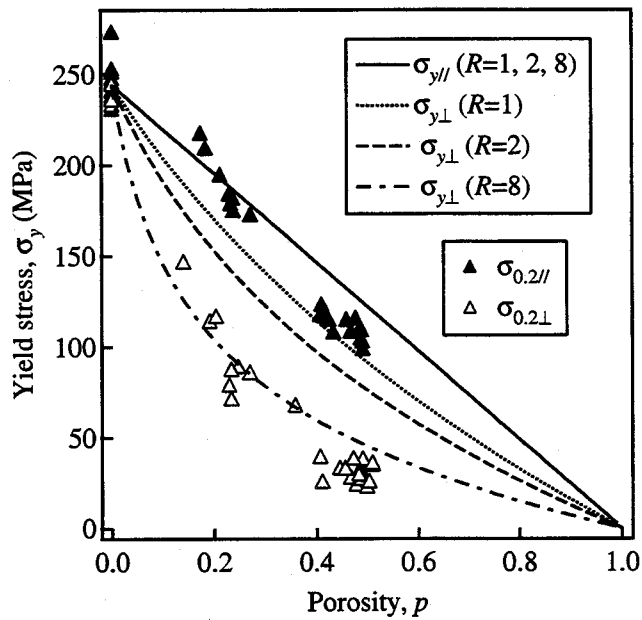 Yield stress, σy (MPa)
250
200
150
100
50
0
σy// (R=1, 2, 8)
σy⊥ (R=1)
σy⊥ (R=2)
σy⊥ (R=8)
σ0.2//
σ0.2⊥
0.0 0.2 0.4 0.6 0.8 1.0
Porosity, p